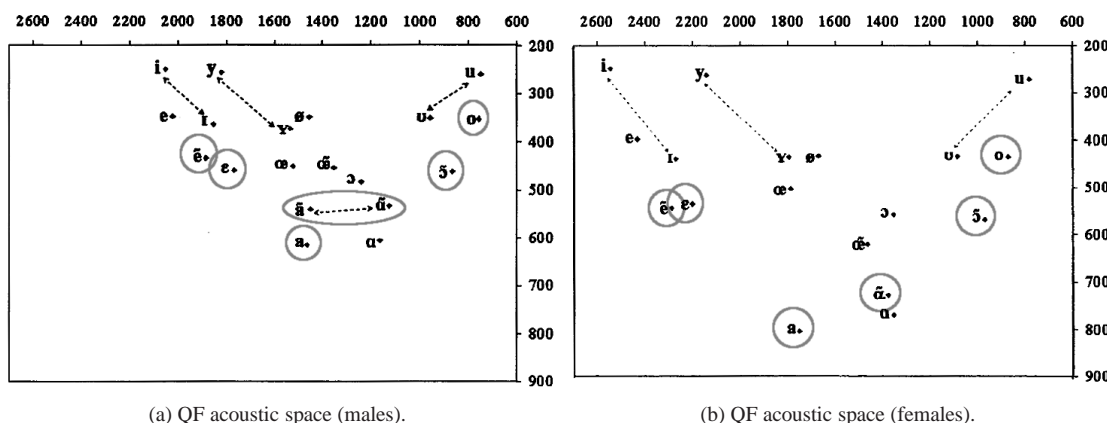 2600 2400 2200 2000 1800 1600 1400 1200 1000 800 600
200
i
y
u
300
e
ɪ
ʏ
ø
ʊ
o
400
ẽ
ɛ
œ
œ̃
ɔ
ɔ̃
500
ã
ɑ̃
600
a
ɑ
700
800
900
(a) QF acoustic space (males).
2600 2400 2200 2000 1800 1600 1400 1200 1000 800 600
200
i
y
u
300
e
400
ɪ
ʏ
ø
ʊ
o
œ
500
ẽ
ɛ
ɔ
ɔ̃
600
œ̃
700
ɑ̃
ɑ
800
a
900
(b) QF acoustic space (females).